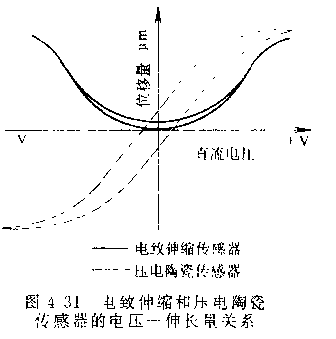 位移量 μm
-V
+V
直流电压
电致伸缩传感器
压电陶瓷传感器
图 4-31 电致伸缩和压电陶瓷
传感器的电压－伸长量关系